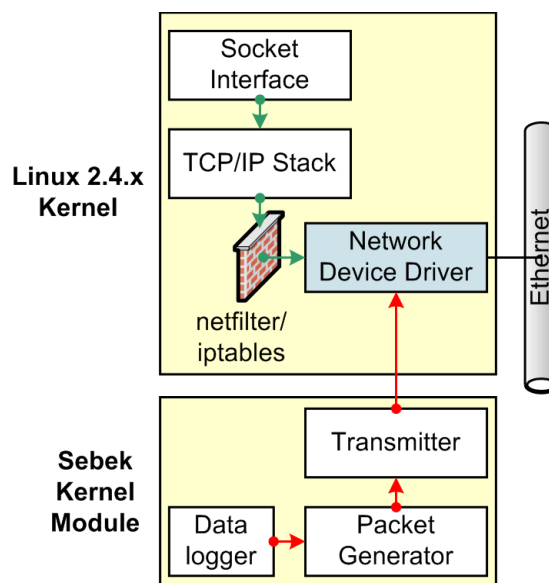 Socket
Interface
TCP/IP Stack
Linux 2.4.x
Kernel
Network
Device Driver
netfilter/
iptables
Ethernet
Transmitter
Sebek
Kernel
Module
Data
logger
Packet
Generator